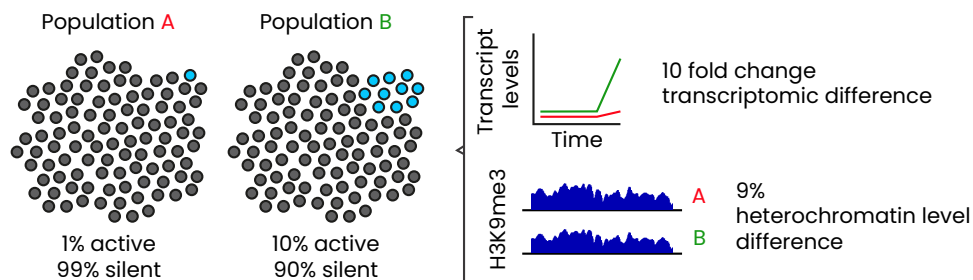 Population A
1% active
99% silent
Population B
10% active
90% silent
Transcript
levels
Time
10 fold change
transcriptomic difference
H3K9me3
A
B
9%
heterochromatin level
difference